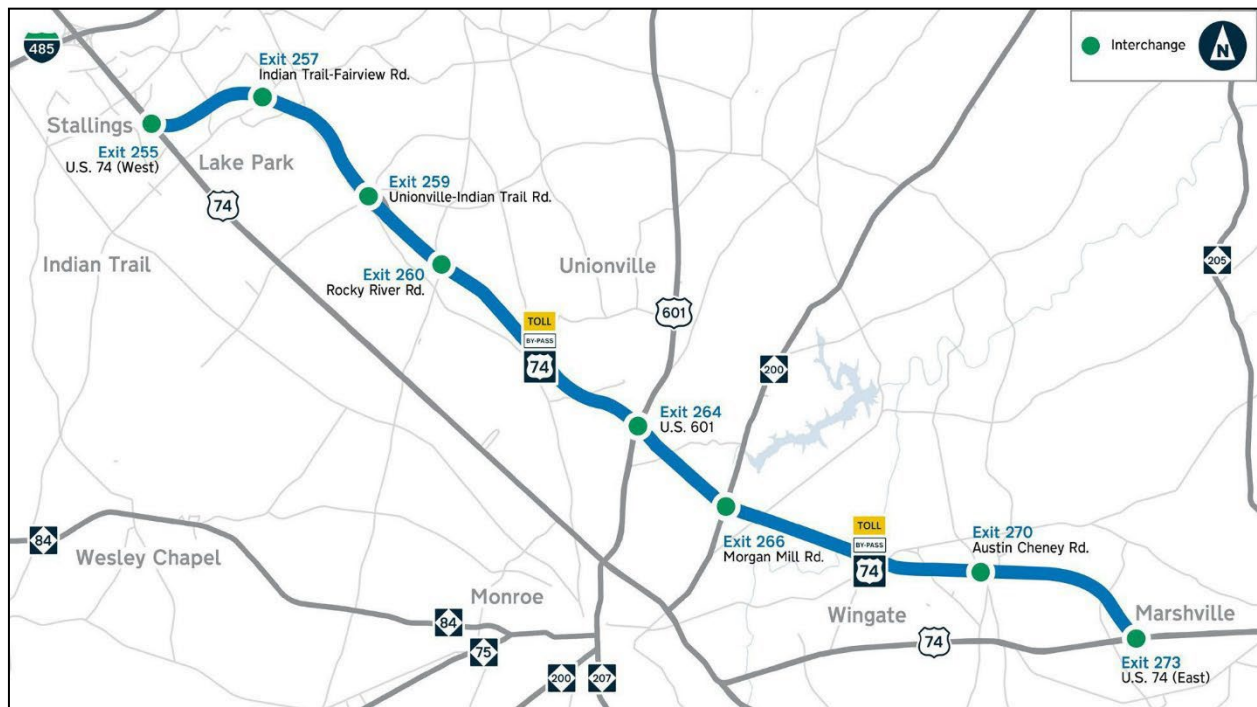 485
Exit 257
Indian Trail-Fairview Rd.
Interchange
N
Stallings
Exit 255
U.S. 74 (West)
Lake Park
74
Exit 259
Unionville-Indian Trail Rd.
Indian Trail
Exit 260
Rocky River Rd.
Unionville
205
601
TOLL
BY-PASS
74
200
Exit 264
U.S. 601
84
Wesley Chapel
Exit 266
Morgan Mill Rd.
TOLL
BY-PASS
74
Exit 270
Austin Cheney Rd.
Monroe
84
75
200
207
Wingate
74
Marshville
Exit 273
U.S. 74 (East)